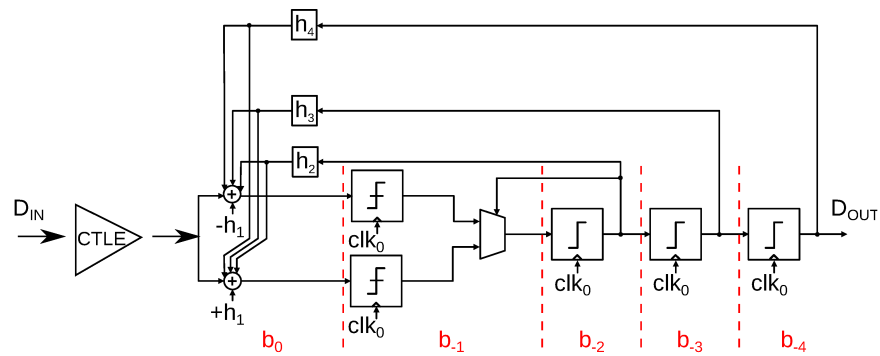 h4
h3
h2
DIN
CTLE
-h1
+h1
clk0
clk0
clk0
clk0
clk0
DOUT
b0
b-1
b-2
b-3
b-4